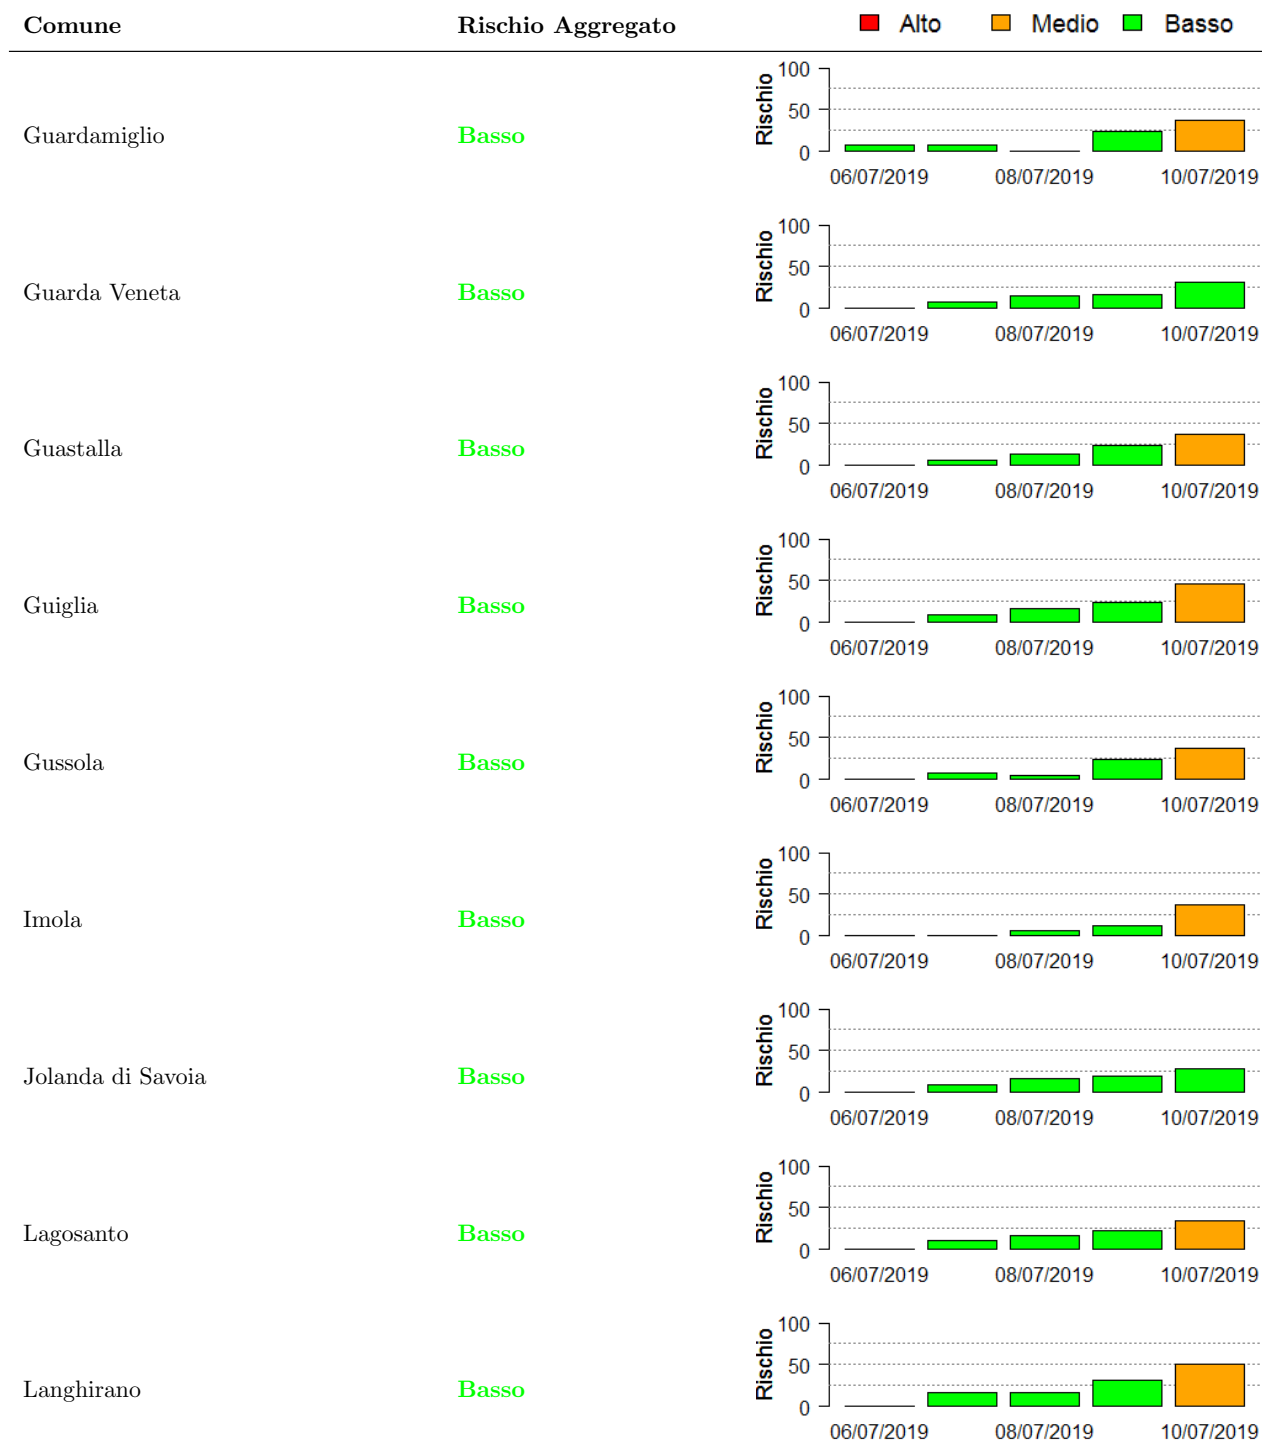 Comune Rischio Aggregato Alto Medio Basso
Guardamiglio Basso Rischio 100 50 0
06/07/2019 08/07/2019 10/07/2019
Guarda Veneta Basso Rischio 100 50 0
06/07/2019 08/07/2019 10/07/2019
Guastalla Basso Rischio 100 50 0
06/07/2019 08/07/2019 10/07/2019
Guiglia Basso Rischio 100 50 0
06/07/2019 08/07/2019 10/07/2019
Gussola Basso Rischio 100 50 0
06/07/2019 08/07/2019 10/07/2019
Imola Basso Rischio 100 50 0
06/07/2019 08/07/2019 10/07/2019
Jolanda di Savoia Basso Rischio 100 50 0
06/07/2019 08/07/2019 10/07/2019
Lagosanto Basso Rischio 100 50 0
06/07/2019 08/07/2019 10/07/2019
Langhirano Basso Rischio 100 50 0
06/07/2019 08/07/2019 10/07/2019